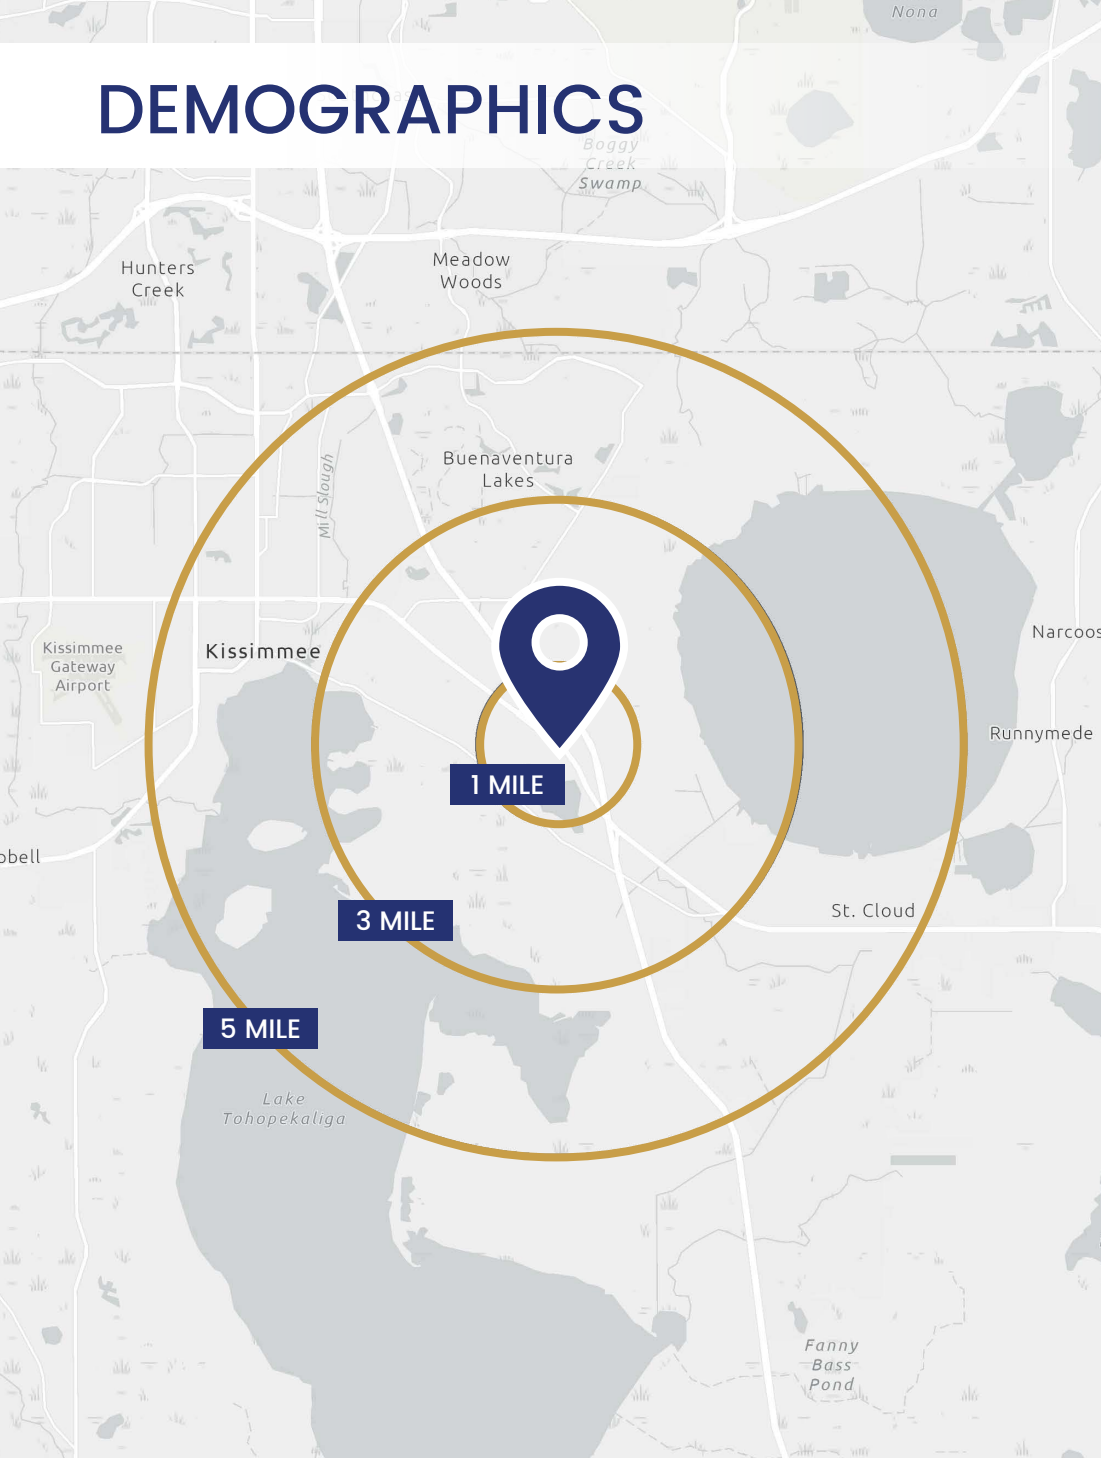 Nona
DEMOGRAPHICS
Boggy
Creek
Swamp
Hunters
Creek
Meadow
Woods
Buenaventura
Lakes
Mill Slough
Kissimmee
Gateway
Airport
Kissimmee
Narcoos
Runnymede
1 MILE
obell
3 MILE
St. Cloud
5 MILE
Lake
Tohopekaliga
Fanny
Bass
Pond